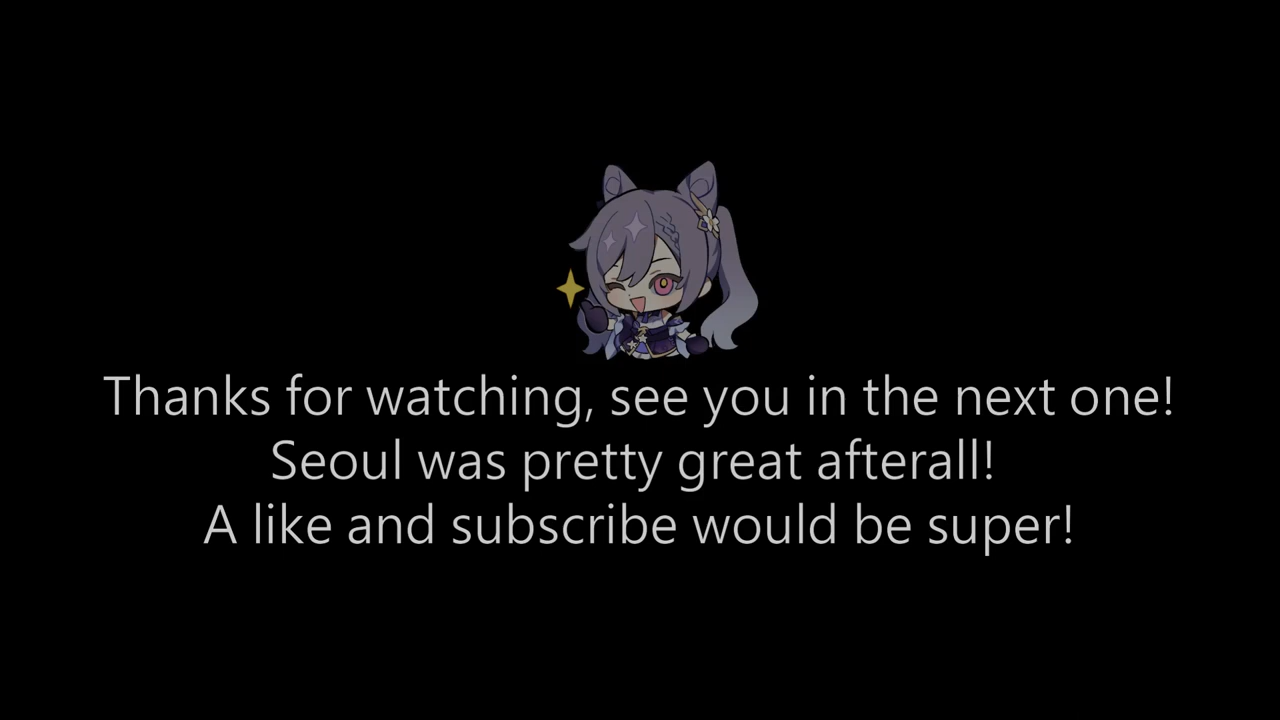 Thanks for watching, see you in the next one!
Seoul was pretty great afterall!
A like and subscribe would be super!